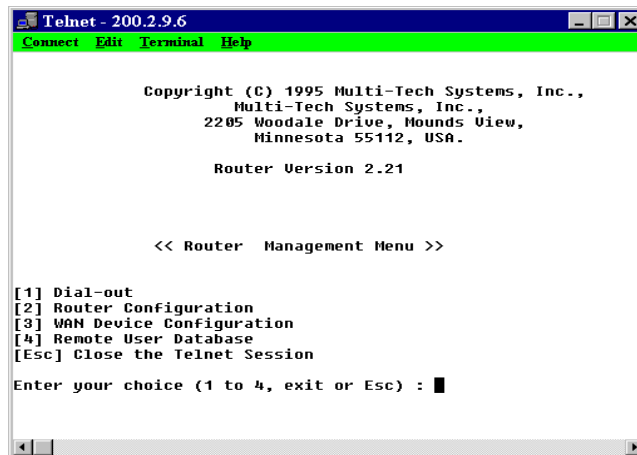 Telnet - 200.2.9.6
Connect Edit Terminal Help
Copyright (C) 1995 Multi-Tech Systems, Inc.,
Multi-Tech Systems, Inc.,
2205 Woodale Drive, Mounds View,
Minnesota 55112, USA.
Router Version 2.21
<< Router Management Menu >>
[1] Dial-out
[2] Router Configuration
[3] WAN Device Configuration
[4] Remote User Database
[Esc] Close the Telnet Session
Enter your choice (1 to 4, exit or Esc) :